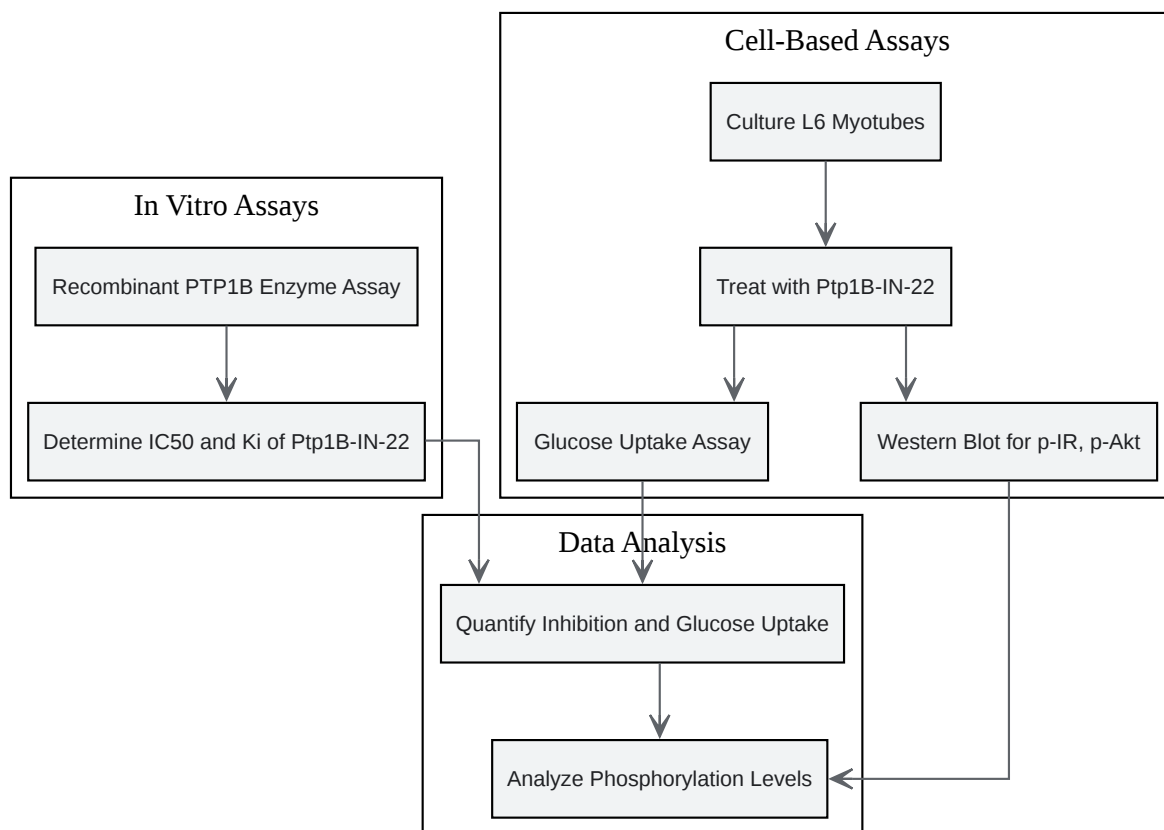 Cell-Based Assays
Culture L6 Myotubes
In Vitro Assays
Recombinant PTP1B Enzyme Assay
Treat with Ptp1B-IN-22
Determine IC50 and Ki of Ptp1B-IN-22
Glucose Uptake Assay
Western Blot for p-IR, p-Akt
Data Analysis
Quantify Inhibition and Glucose Uptake
Analyze Phosphorylation Levels